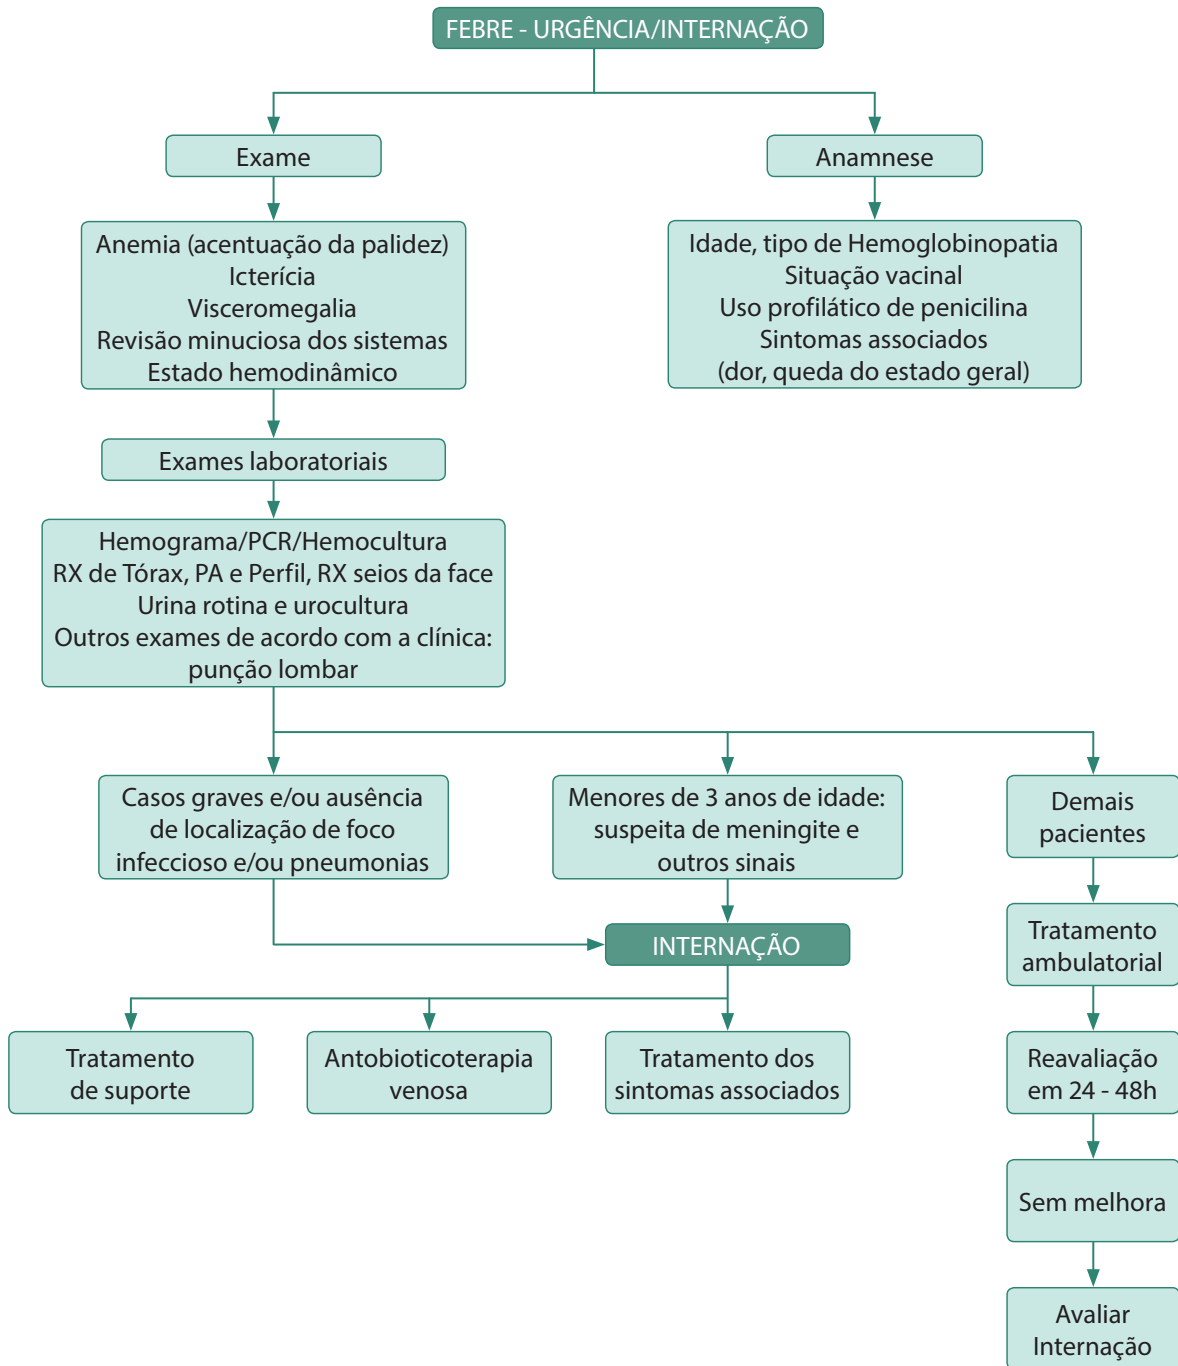 FEBRE - URGÊNCIA/INTERNAÇÃO
Exame
Anamnese
Anemia (acentuação da palidez)
Icterícia
Visceromegalia
Revisão minuciosa dos sistemas
Estado hemodinâmico
Idade, tipo de Hemoglobinopatia
Situação vacinal
Uso profilático de penicilina
Sintomas associados
(dor, queda do estado geral)
Exames laboratoriais
Hemograma/PCR/Hemocultura
RX de Tórax, PA e Perfil, RX seios da face
Urina rotina e urocultura
Outros exames de acordo com a clínica:
punção lombar
Casos graves e/ou ausência
de localização de foco
infeccioso e/ou pneumonias
Menores de 3 anos de idade:
suspeita de meningite e
outros sinais
Demais
pacientes
INTERNAÇÃO
Tratamento
ambulatorial
Tratamento
de suporte
Antobioticoterapia
venosa
Tratamento dos
sintomas associados
Reavaliação
em 24 - 48h
Sem melhora
Avaliar
Internação